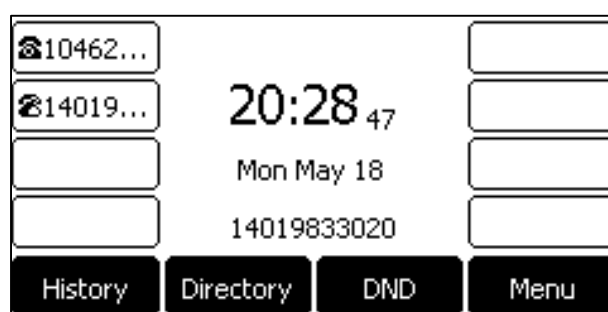 ☎10462...
☎14019...
20:28 47
Mon May 18
14019833020
History Directory DND Menu